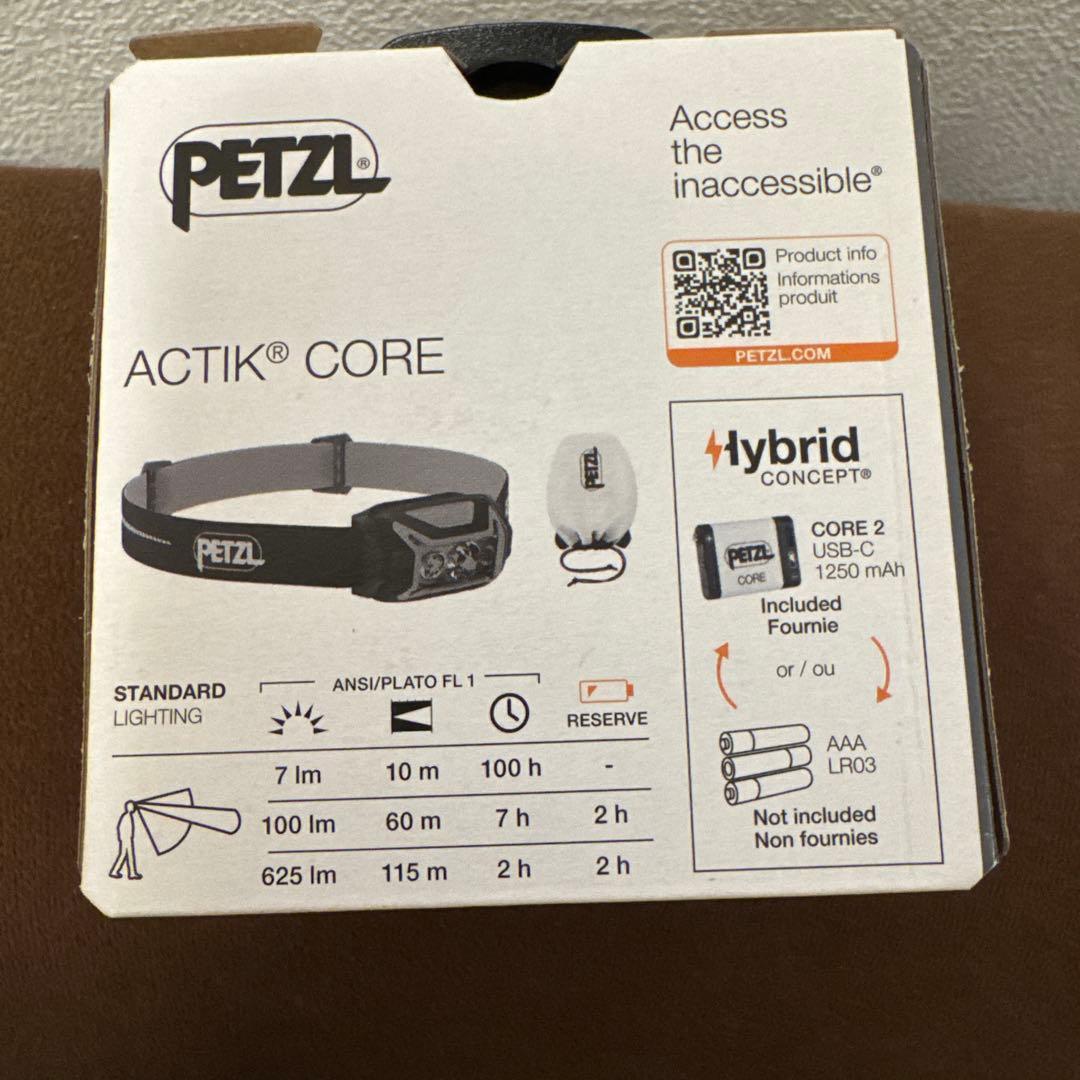 PETZL®
Access
the
inaccessible®
Product info
Informations
produit
PETZL.COM
ACTIK® CORE
PETZL
PETZL
Hybrid
CONCEPT®
PETZL
CORE
CORE 2
USB-C
1250 mAh
Included
Fournie
or / ou
AAA
LR03
Not included
Non fournies
STANDARD
LIGHTING
ANSI/PLATO FL 1
RESERVE
7 lm 10 m 100 h -
100 lm 60 m 7 h 2 h
625 lm 115 m 2 h 2 h